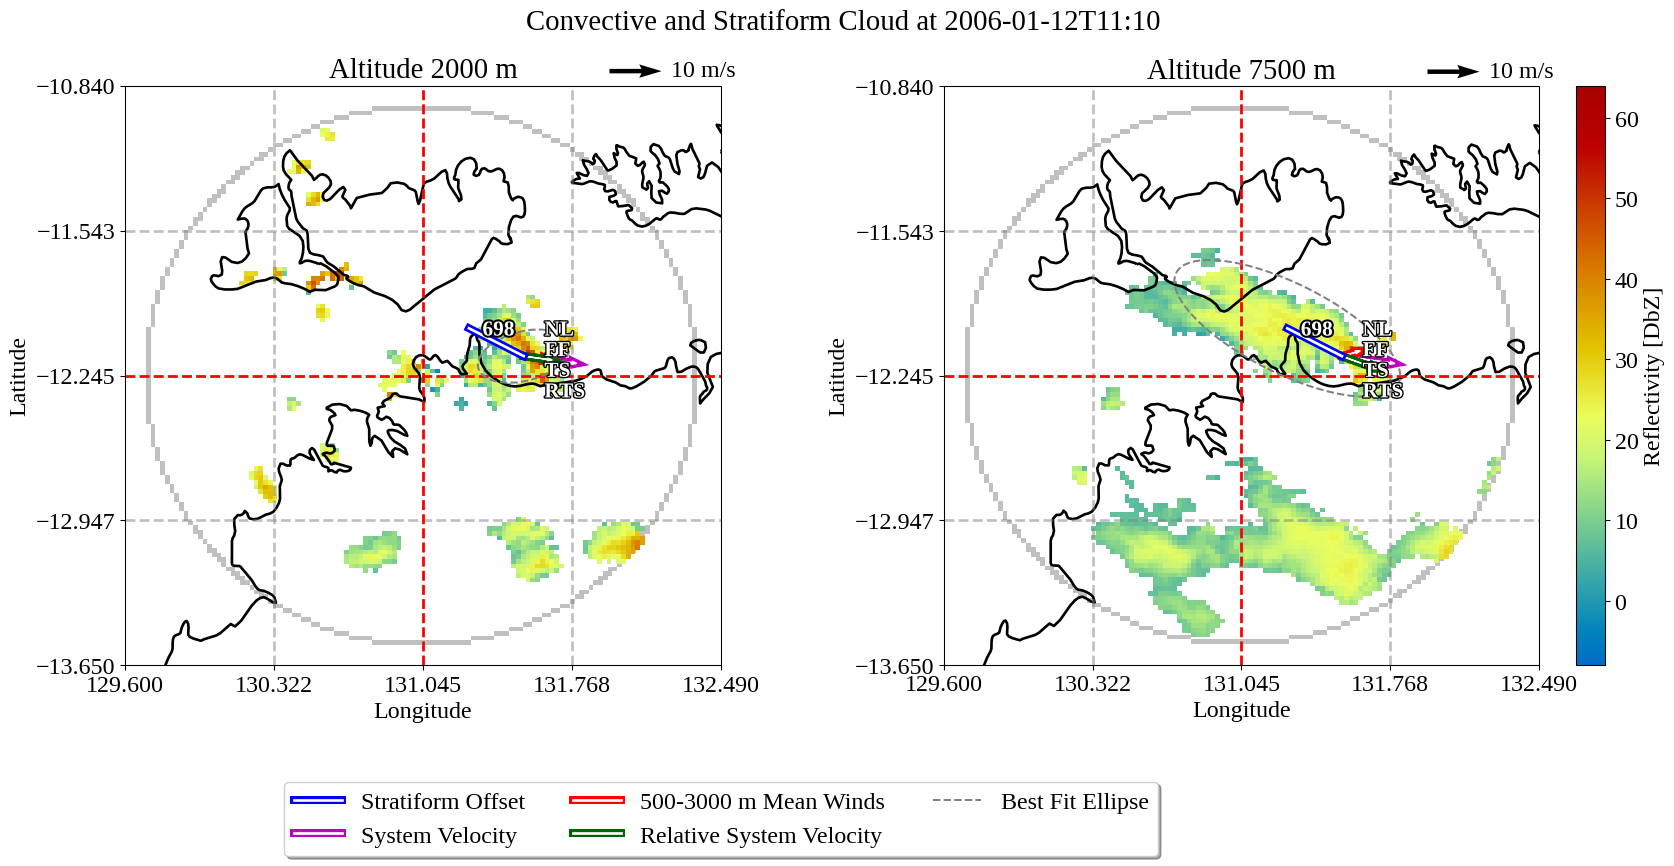 Convective and Stratiform Cloud at 2006-01-12T11:10
Altitude 2000 m
10 m/s
Altitude 7500 m
10 m/s
−10.840
−11.543
−12.245
−12.947
−13.650
Latitude
129.600
130.322
131.045
131.768
132.490
Longitude
698
NL
FF
TS
RTS
−10.840
−11.543
−12.245
−12.947
−13.650
Latitude
129.600
130.322
131.045
131.768
132.490
Longitude
698
NL
FF
TS
RTS
60
50
40
30
20
10
0
Reflectivity [DbZ]
Stratiform Offset
500-3000 m Mean Winds
Best Fit Ellipse
System Velocity
Relative System Velocity